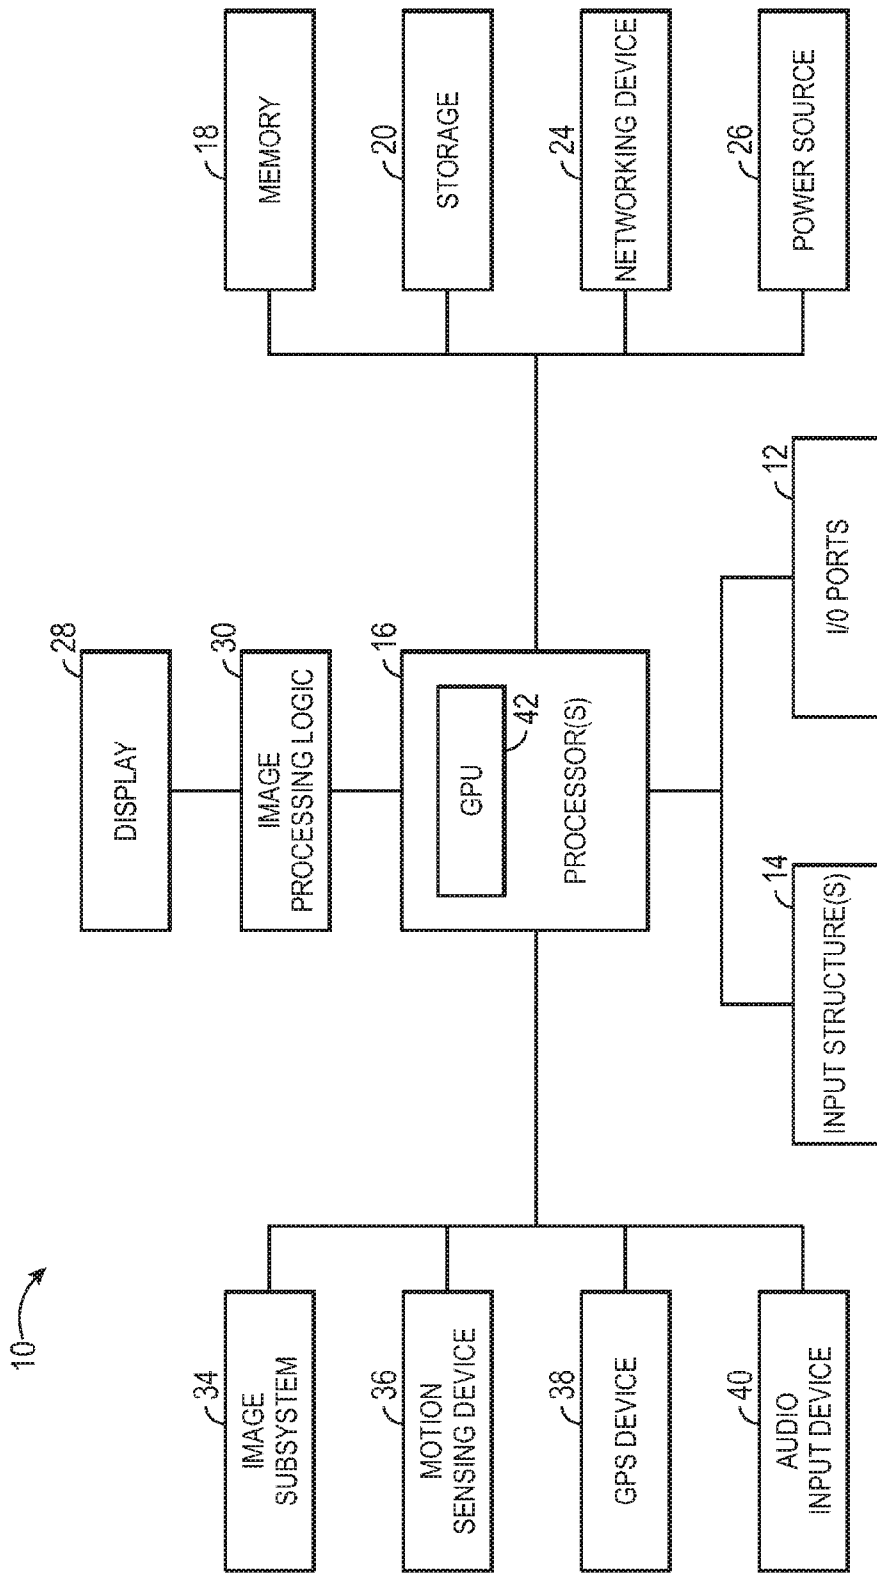 10
28
DISPLAY
30
IMAGE
PROCESSING LOGIC
34
IMAGE
SUBSYSTEM
36
MOTION
SENSING DEVICE
38
GPS DEVICE
40
AUDIO
INPUT DEVICE
16
GPU
42
PROCESSOR(S)
18
MEMORY
20
STORAGE
24
NETWORKING DEVICE
26
POWER SOURCE
14
INPUT STRUCTURE(S)
12
I/O PORTS